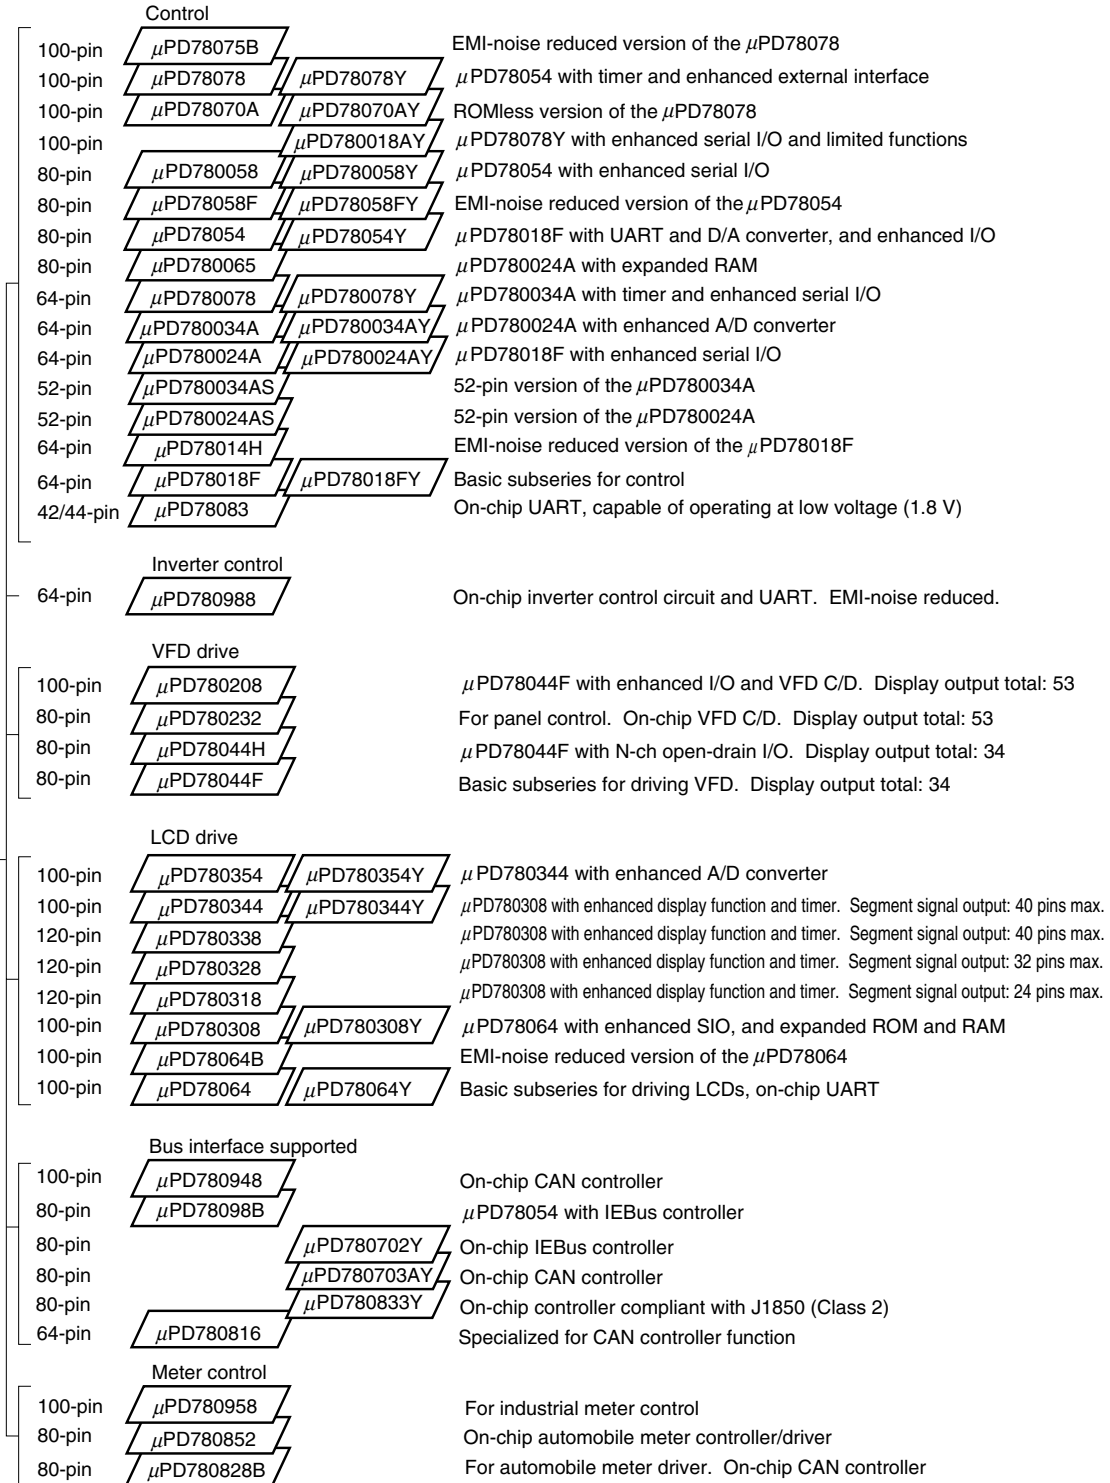 Control
100-pin μPD78075B EMI-noise reduced version of the μPD78078
100-pin μPD78078 μPD78078Y μPD78054 with timer and enhanced external interface
100-pin μPD78070A μPD78070AY ROMless version of the μPD78078
100-pin μPD780018AY μPD78078Y with enhanced serial I/O and limited functions
80-pin μPD780058 μPD780058Y μPD78054 with enhanced serial I/O
80-pin μPD78058F μPD78058FY EMI-noise reduced version of the μPD78054
80-pin μPD78054 μPD78054Y μPD78018F with UART and D/A converter, and enhanced I/O
80-pin μPD780065 μPD780024A with expanded RAM
64-pin μPD780078 μPD780078Y μPD780034A with timer and enhanced serial I/O
64-pin μPD780034A μPD780034AY μPD780024A with enhanced A/D converter
64-pin μPD780024A μPD780024AY μPD78018F with enhanced serial I/O
52-pin μPD780034AS 52-pin version of the μPD780034A
52-pin μPD780024AS 52-pin version of the μPD780024A
64-pin μPD78014H EMI-noise reduced version of the μPD78018F
64-pin μPD78018F μPD78018FY Basic subseries for control
42/44-pin μPD78083 On-chip UART, capable of operating at low voltage (1.8 V)
Inverter control
64-pin μPD780988 On-chip inverter control circuit and UART. EMI-noise reduced.
VFD drive
100-pin μPD780208 μPD78044F with enhanced I/O and VFD C/D. Display output total: 53
80-pin μPD780232 For panel control. On-chip VFD C/D. Display output total: 53
80-pin μPD78044H μPD78044F with N-ch open-drain I/O. Display output total: 34
80-pin μPD78044F Basic subseries for driving VFD. Display output total: 34
LCD drive
100-pin μPD780354 μPD780354Y μPD780344 with enhanced A/D converter
100-pin μPD780344 μPD780344Y μPD780308 with enhanced display function and timer. Segment signal output: 40 pins max.
120-pin μPD780338 μPD780308 with enhanced display function and timer. Segment signal output: 40 pins max.
120-pin μPD780328 μPD780308 with enhanced display function and timer. Segment signal output: 32 pins max.
120-pin μPD780318 μPD780308 with enhanced display function and timer. Segment signal output: 24 pins max.
100-pin μPD780308 μPD780308Y μPD78064 with enhanced SIO, and expanded ROM and RAM
100-pin μPD78064B EMI-noise reduced version of the μPD78064
100-pin μPD78064 μPD78064Y Basic subseries for driving LCDs, on-chip UART
Bus interface supported
100-pin μPD780948 On-chip CAN controller
80-pin μPD78098B μPD78054 with IEBus controller
80-pin μPD780702Y On-chip IEBus controller
80-pin μPD780703AY On-chip CAN controller
80-pin μPD780833Y On-chip controller compliant with J1850 (Class 2)
64-pin μPD780816 Specialized for CAN controller function
Meter control
100-pin μPD780958 For industrial meter control
80-pin μPD780852 On-chip automobile meter controller/driver
80-pin μPD780828B For automobile meter driver. On-chip CAN controller